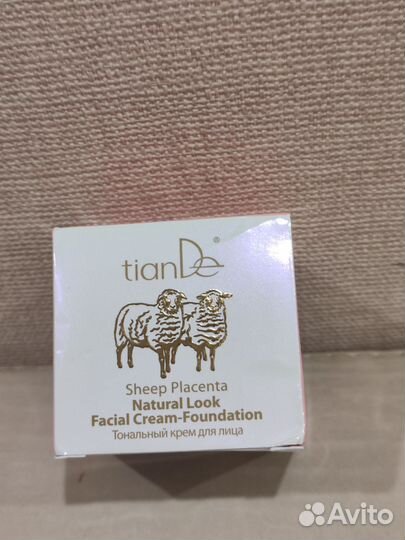 tianDe®
Sheep Placenta
Natural Look
Facial Cream-Foundation
Тональный крем для лица
Avito